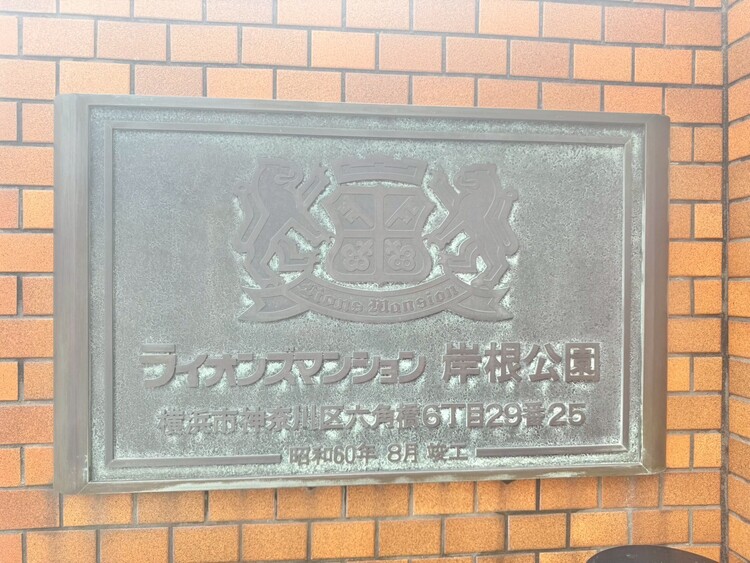 Lions Mansion
ライオンズマンション 岸根公園
横浜市神奈川区六角橋6丁目29番25
昭和60年 8月 竣工